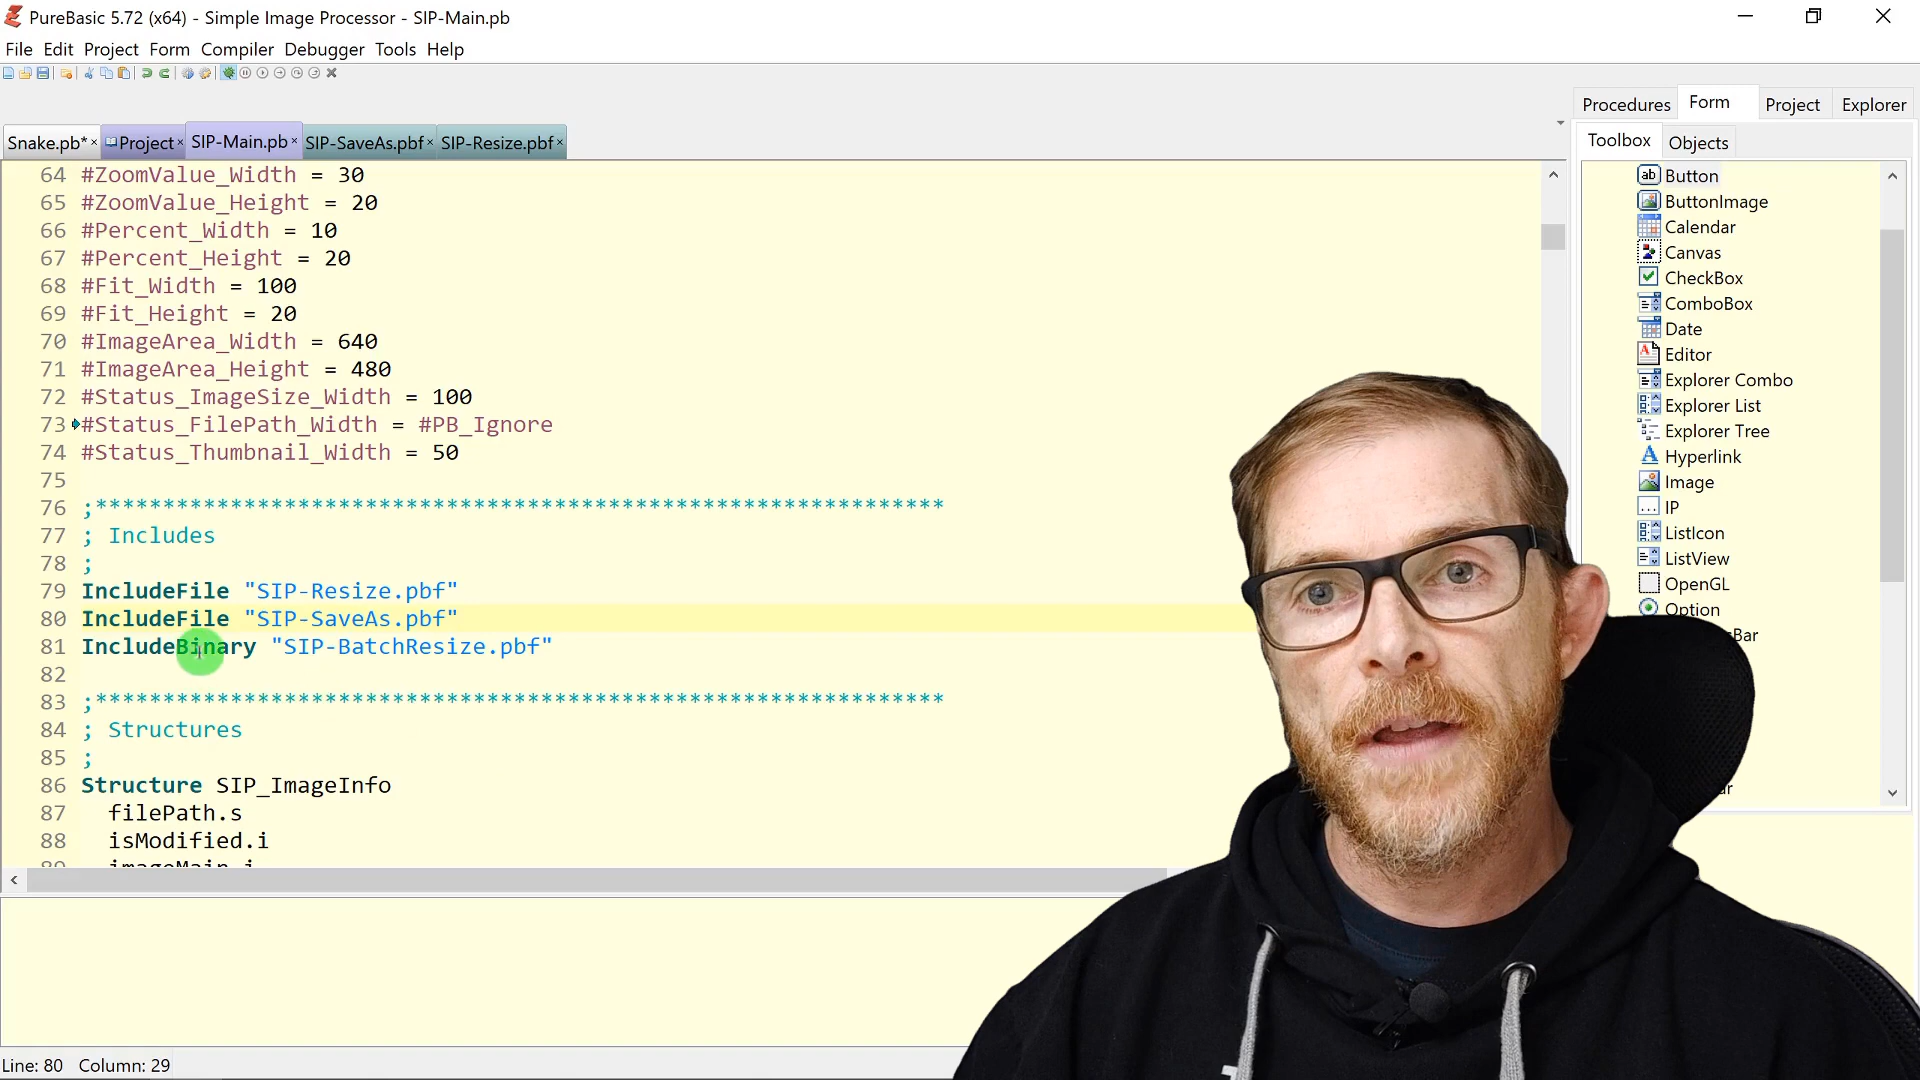 PureBasic 5.72 (x64) - Simple Image Processor - SIP-Main.pb
File Edit Project Form Compiler Debugger Tools Help
Procedures Form Project Explorer
Snake.pb* Project SIP-Main.pb SIP-SaveAs.pbf SIP-Resize.pbf
Toolbox Objects
64 #ZoomValue_Width = 30
65 #ZoomValue_Height = 20
66 #Percent_Width = 10
67 #Percent_Height = 20
68 #Fit_Width = 100
69 #Fit_Height = 20
70 #ImageArea_Width = 640
71 #ImageArea_Height = 480
72 #Status_ImageSize_Width = 100
73 #Status_FilePath_Width = #PB_Ignore
74 #Status_Thumbnail_Width = 50
75
76 ;***************************************************************
77 ; Includes
78 ;
79 IncludeFile "SIP-Resize.pbf"
80 IncludeFile "SIP-SaveAs.pbf"
81 IncludeBinary "SIP-BatchResize.pbf"
82
83 ;***************************************************************
84 ; Structures
85 ;
86 Structure SIP_ImageInfo
87 filePath.s
88 isModified.i
Button
ButtonImage
Calendar
Canvas
CheckBox
ComboBox
Date
Editor
Explorer Combo
Explorer List
Explorer Tree
Hyperlink
Image
IP
ListIcon
ListView
OpenGL
Option
Line: 80 Column: 29